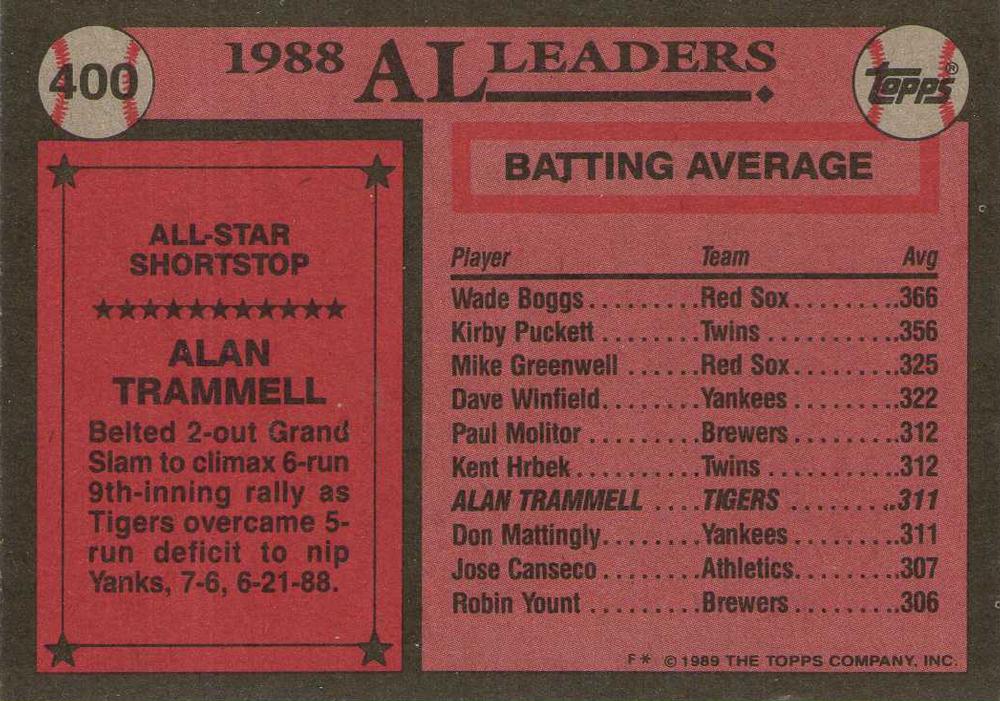 400
1988 AL LEADERS
Topps®
ALL-STAR
SHORTSTOP
ALAN
TRAMMELL
Belted 2-out Grand
Slam to climax 6-run
9th-inning rally as
Tigers overcame 5-
run deficit to nip
Yanks, 7-6, 6-21-88.
BATTING AVERAGE
Player Team Avg
Wade Boggs.........Red Sox.........366
Kirby Puckett.........Twins.........356
Mike Greenwell......Red Sox.........325
Dave Winfield........Yankees.........322
Paul Molitor.........Brewers.........312
Kent Hrbek..........Twins.........312
ALAN TRAMMELL ....TIGERS.........311
Don Mattingly........Yankees.........311
Jose Canseco........Athletics.........307
Robin Yount.........Brewers.........306
F* © 1989 THE TOPPS COMPANY, INC.